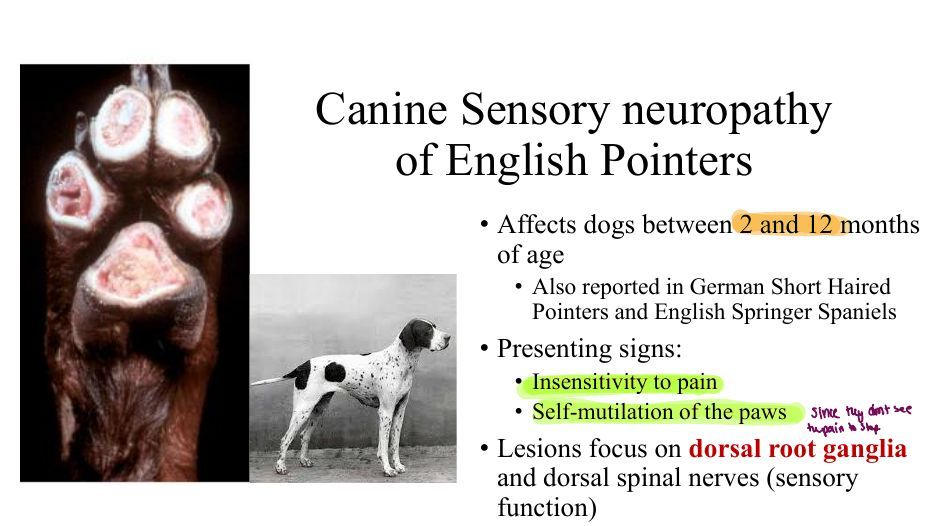 Canine Sensory neuropathy
of English Pointers
• Affects dogs between 2 and 12 months
of age
• Also reported in German Short Haired
Pointers and English Springer Spaniels
• Presenting signs:
• Insensitivity to pain
• Self-mutilation of the paws
since they dont see
pain to stop
• Lesions focus on dorsal root ganglia
and dorsal spinal nerves (sensory
function)